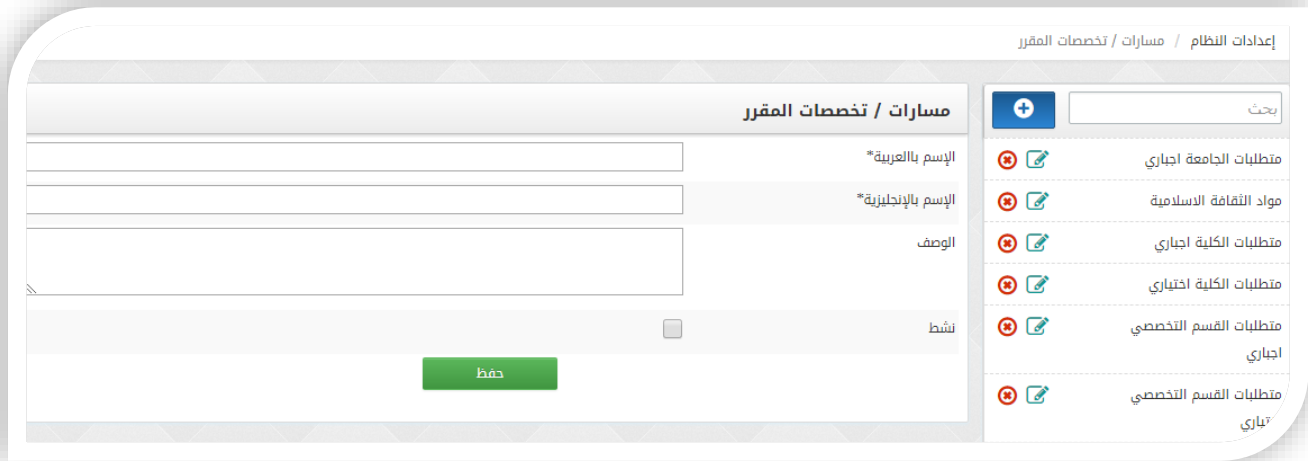 إعدادات النظام / مسارات / تخصصات المقرر
بحث
متطلبات الجامعة اجباري
مواد الثقافة الاسلامية
متطلبات الكلية اجباري
متطلبات الكلية اختياري
متطلبات القسم التخصصي
اجباري
متطلبات القسم التخصصي
مسارات / تخصصات المقرر
الإسم باالعربية*
الإسم بالإنجليزية*
الوصف
نشط
حفظ